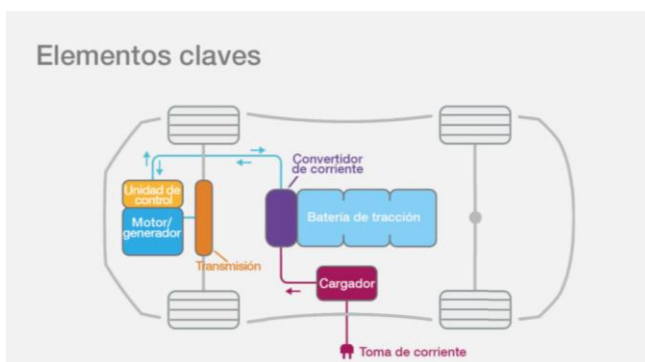 Elementos claves
Convertidor
de corriente
Unidad de
control
Motor/
generador
Batería de tracción
Transmisión
Cargador
Toma de corriente